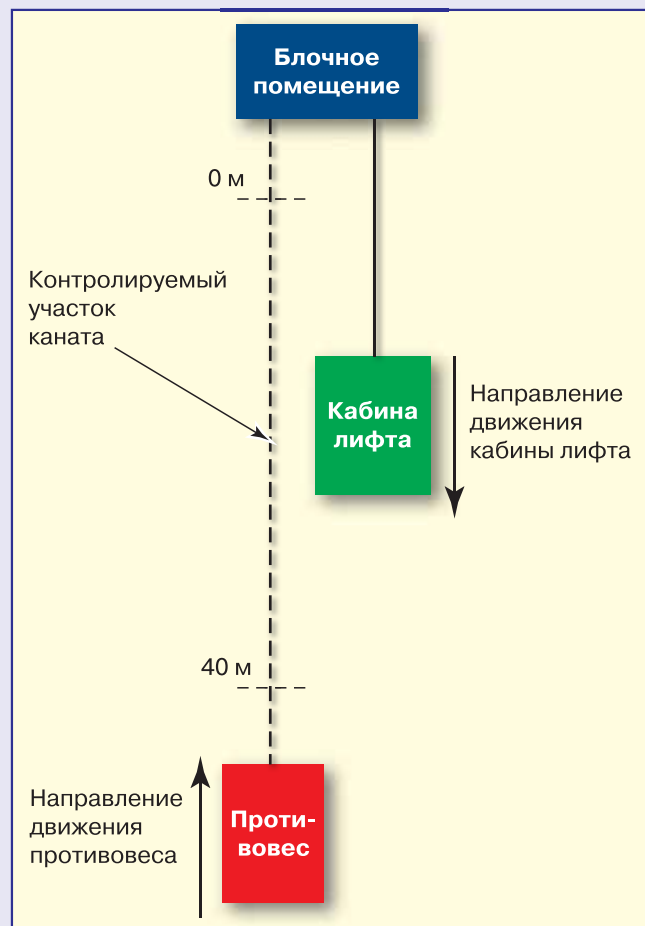 Блочное
помещение
0 м
Контролируемый
участок
каната
Кабина
лифта
Направление
движения
кабины лифта
40 м
Направление
движения
противовеса
Проти-
вовес